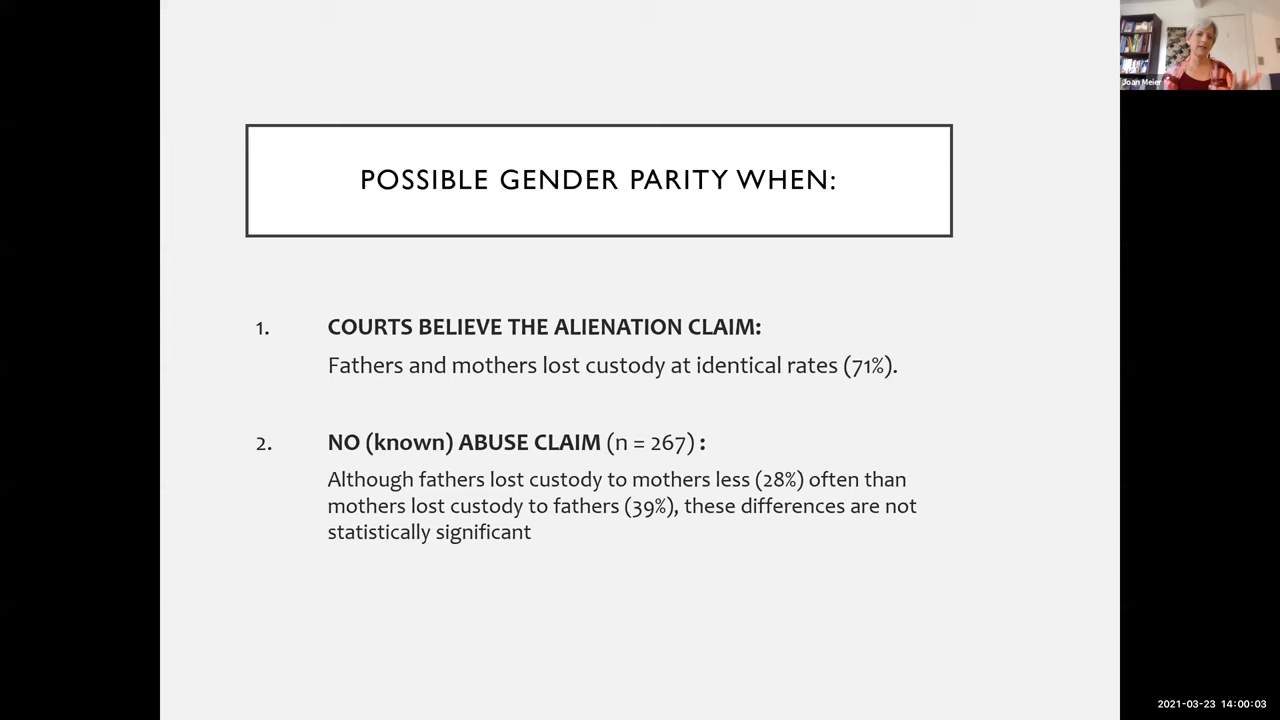 Joan Meier
POSSIBLE GENDER PARITY WHEN:
1. COURTS BELIEVE THE ALIENATION CLAIM:
Fathers and mothers lost custody at identical rates (71%).
2. NO (known) ABUSE CLAIM (n = 267) :
Although fathers lost custody to mothers less (28%) often than
mothers lost custody to fathers (39%), these differences are not
statistically significant
2021-03-23 14:00:03